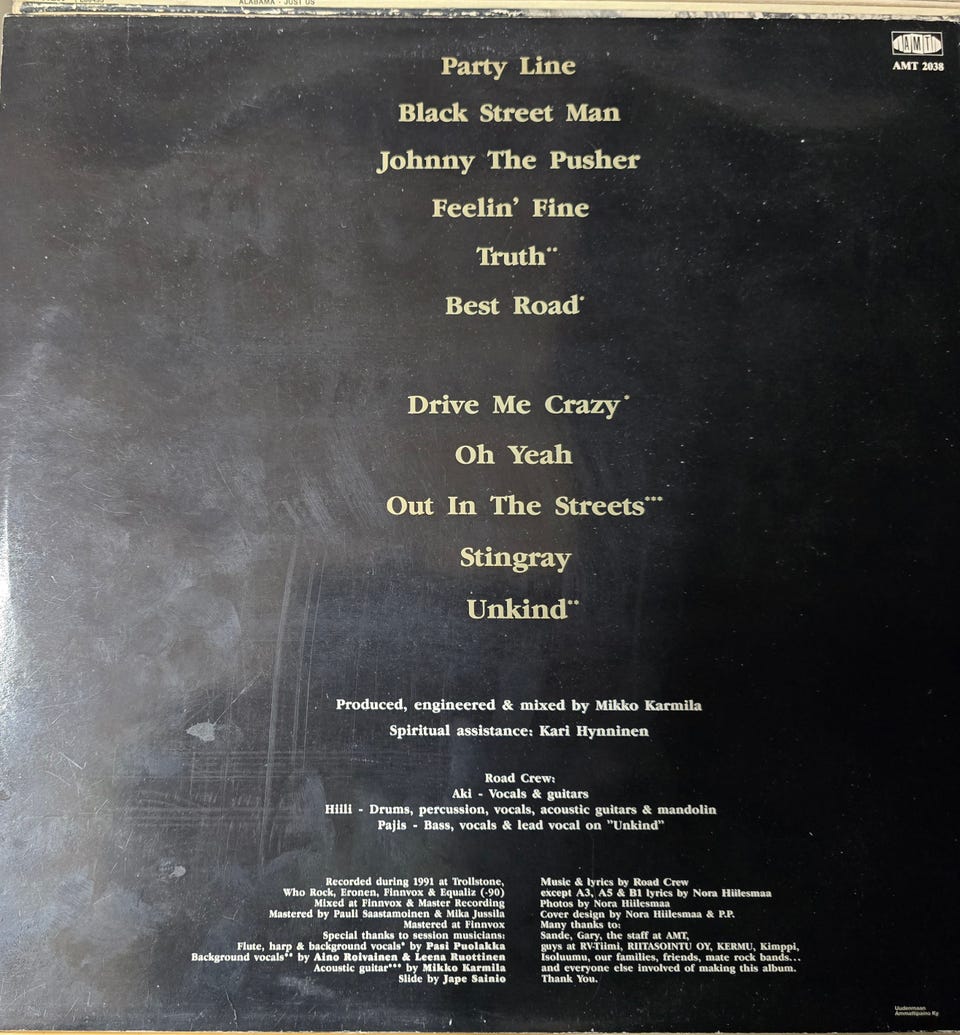 ALABAMA - JUST US
AMT
AMT 2038
Party Line
Black Street Man
Johnny The Pusher
Feelin' Fine
Truth**
Best Road*
Drive Me Crazy*
Oh Yeah
Out In The Streets***
Stingray
Unkind**
Produced, engineered & mixed by Mikko Karmila
Spiritual assistance: Kari Hynninen
Road Crew:
Aki - Vocals & guitars
Hiili - Drums, percussion, vocals, acoustic guitars & mandolin
Pajis - Bass, vocals & lead vocal on "Unkind"
Recorded during 1991 at Trollstone,
Who Rock, Eronen, Finnvox & Equaliz (-90)
Mixed at Finnvox & Master Recording
Mastered by Pauli Saastamoinen & Mika Jussila
Mastered at Finnvox
Special thanks to session musicians:
Flute, harp & background vocals* by Pasi Puolakka
Background vocals** by Aino Roivainen & Leena Ruottinen
Acoustic guitar*** by Mikko Karmila
Slide by Jape Sainio
Music & lyrics by Road Crew
except A3, A5 & B1 lyrics by Nora Hiilesmaa
Photos by Nora Hiilesmaa
Cover design by Nora Hiilesmaa & P.P.
Many thanks to:
Sande, Gary, the staff at AMT,
guys at RV-Tiimi, RIITASOINTU OY, KERMU, Kimppi,
Isoluumu, our families, friends, mate rock bands...
and everyone else involved of making this album.
Thank You.
Uudenmaan
Ammattipaino Ky